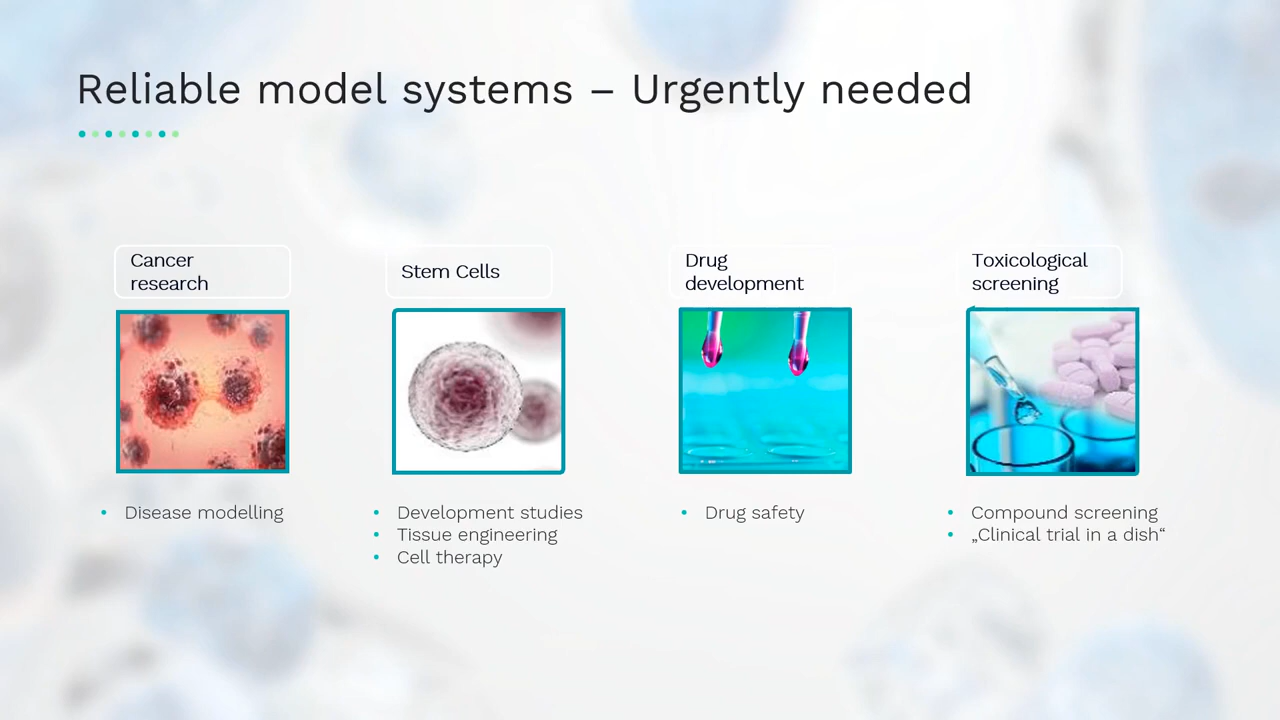 Reliable model systems – Urgently needed
Cancer
research
• Disease modelling
Stem Cells
• Development studies
• Tissue engineering
• Cell therapy
Drug
development
• Drug safety
Toxicological
screening
• Compound screening
• „Clinical trial in a dish“